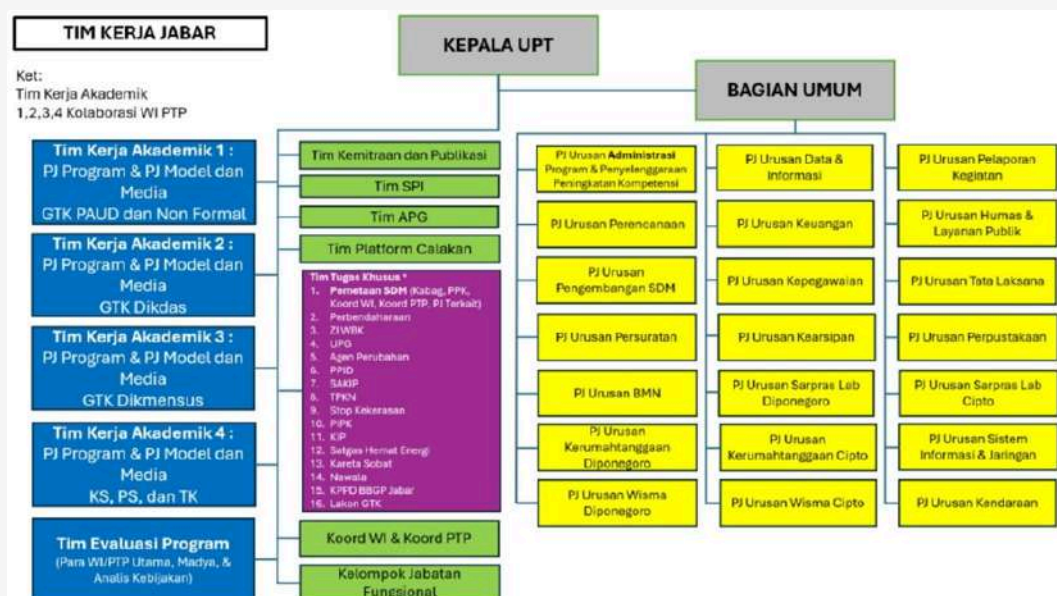 TIM KERJA JABAR
KEPALA UPT
BAGIAN UMUM
Ket:
Tim Kerja Akademik
1,2,3,4 Kolaborasi WI PTP
Tim Kerja Akademik 1 :
PJ Program & PJ Model dan
Media
GTK PAUD dan Non Formal
Tim Kerja Akademik 2 :
PJ Program & PJ Model dan
Media
GTK Dikdas
Tim Kerja Akademik 3 :
PJ Program & PJ Model dan
Media
GTK Dikmensus
Tim Kerja Akademik 4 :
PJ Program & PJ Model dan
Media
KS, PS, dan TK
Tim Evaluasi Program
(Para WI/PTP Utama, Madya, &
Analis Kebijakan)
Tim Kemitraan dan Publikasi
Tim SPI
Tim APG
Tim Platform Calakan
Tim Tugas Khusus *
1. Pemetaan SDM (Kabag, PPK,
Koord WI, Koord PTP, PJ Terkait)
2. Perbendaharaan
3. ZI WBK
4. UPG
5. Agen Perubahan
6. PPID
7. SAKIP
8. TPKN
9. Stop Kekerasan
10. PIPK
11. KIP
12. Satgas Hemat Energi
13. Kareta Sobat
14. Nawala
15. KPPD BBGP Jabar
16. Lakon GTK
Koord WI & Koord PTP
Kelompok Jabatan
Fungsional
PJ Urusan Administrasi
Program & Penyelenggaraan
Peningkatan Kompetensi
PJ Urusan Data &
Informasi
PJ Urusan Pelaporan
Kegiatan
PJ Urusan Perencanaan
PJ Urusan Keuangan
PJ Urusan Humas &
Layanan Publik
PJ Urusan
Pengembangan SDM
PJ Urusan Kepegawaian
PJ Urusan Tata Laksana
PJ Urusan Persuratan
PJ Urusan Kearsipan
PJ Urusan Perpustakaan
PJ Urusan BMN
PJ Urusan Sarpras Lab
Diponegoro
PJ Urusan Sarpras Lab
Cipto
PJ Urusan
Kerumahtanggaan
Diponegoro
PJ Urusan
Kerumahtanggaan Cipto
PJ Urusan Sistem
Informasi & Jaringan
PJ Urusan Wisma
Diponegoro
PJ Urusan Wisma Cipto
PJ Urusan Kendaraan